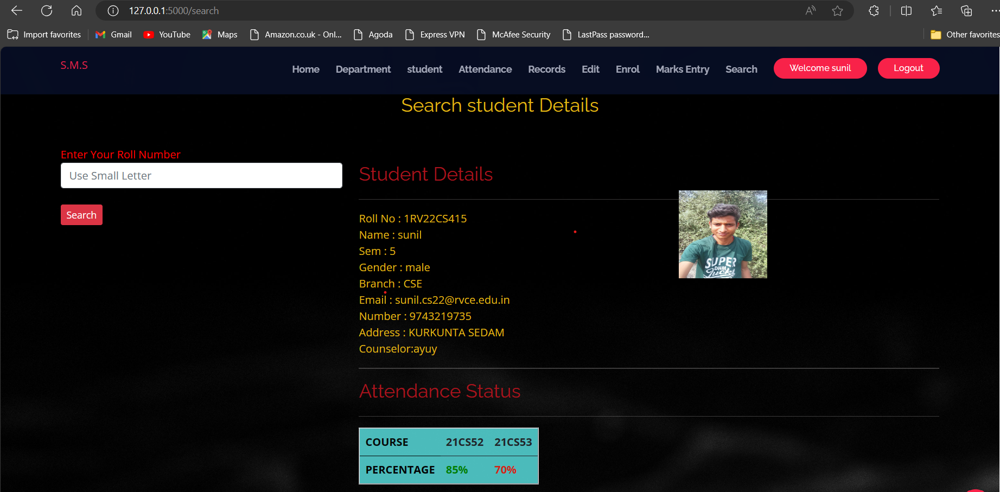 127.0.0.1:5000/search
Import favorites Gmail YouTube Maps Amazon.co.uk - Onl... Agoda Express VPN McAfee Security LastPass password... Other favorites
S.M.S Home Department student Attendance Records Edit Enrol Marks Entry Search Welcome sunil Logout
Search student Details
Enter Your Roll Number
Use Small Letter
Search
Student Details
Roll No : 1RV22CS415
Name : sunil
Sem : 5
Gender : male
Branch : CSE
Email : sunil.cs22@rvce.edu.in
Number : 9743219735
Address : KURKUNTA SEDAM
Counselor:ayuy
SUPER
DNM
Jucks
Attendance Status
COURSE 21CS52 21CS53
PERCENTAGE 85% 70%